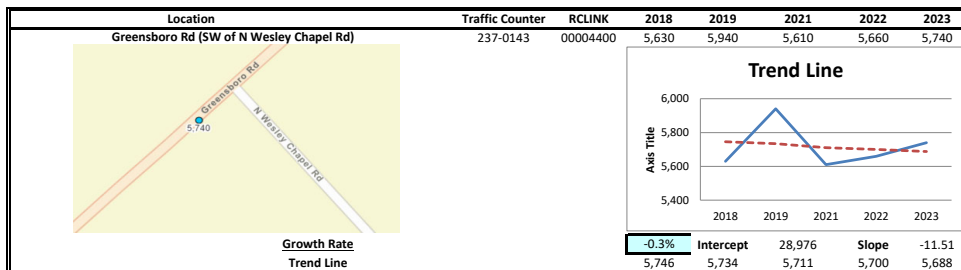 Location Traffic Counter RCLINK 2018 2019 2021 2022 2023
Greensboro Rd (SW of N Wesley Chapel Rd) 237-0143 00004400 5,630 5,940 5,610 5,660 5,740
Greensboro Rd
5,740
N Wesley Chapel Rd
Trend Line
Axis Title
6,000
5,800
5,600
5,400
2018 2019 2021 2022 2023
Growth Rate -0.3% Intercept 28,976 Slope -11.51
Trend Line 5,746 5,734 5,711 5,700 5,688